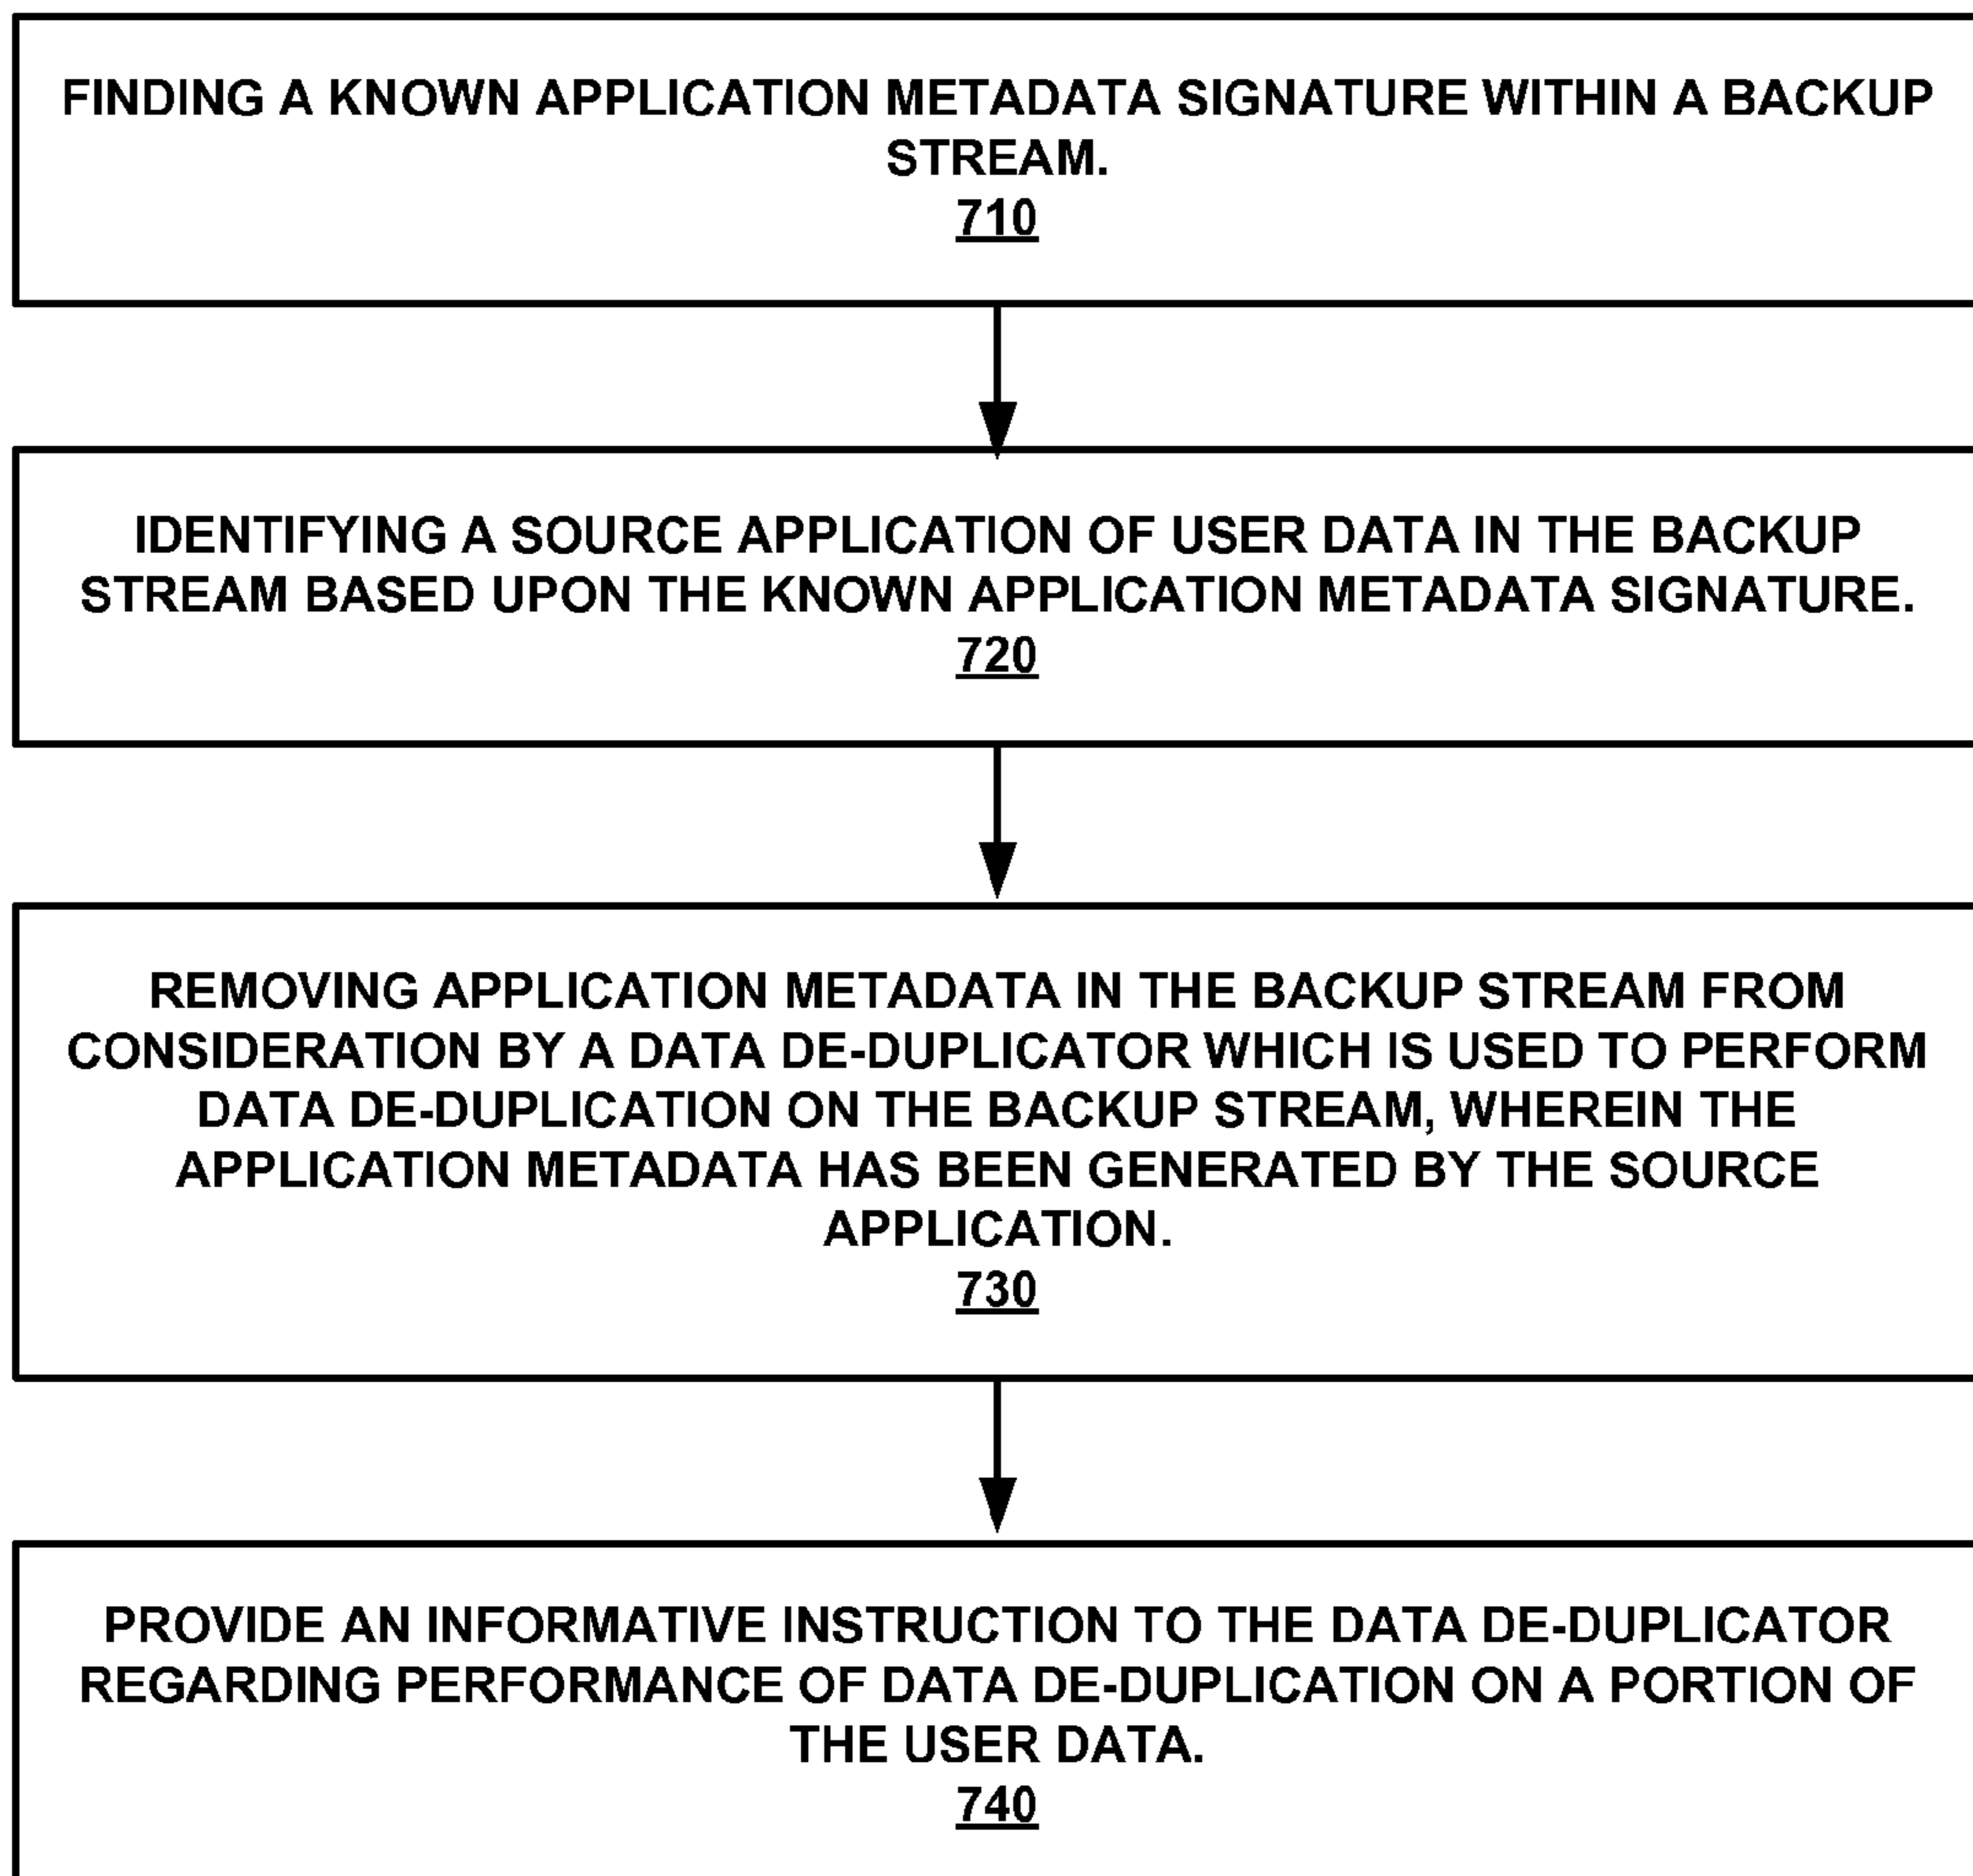 FINDING A KNOWN APPLICATION METADATA SIGNATURE WITHIN A BACKUP
STREAM.
710
IDENTIFYING A SOURCE APPLICATION OF USER DATA IN THE BACKUP
STREAM BASED UPON THE KNOWN APPLICATION METADATA SIGNATURE.
720
REMOVING APPLICATION METADATA IN THE BACKUP STREAM FROM
CONSIDERATION BY A DATA DE-DUPLICATOR WHICH IS USED TO PERFORM
DATA DE-DUPLICATION ON THE BACKUP STREAM, WHEREIN THE
APPLICATION METADATA HAS BEEN GENERATED BY THE SOURCE
APPLICATION.
730
PROVIDE AN INFORMATIVE INSTRUCTION TO THE DATA DE-DUPLICATOR
REGARDING PERFORMANCE OF DATA DE-DUPLICATION ON A PORTION OF
THE USER DATA.
740